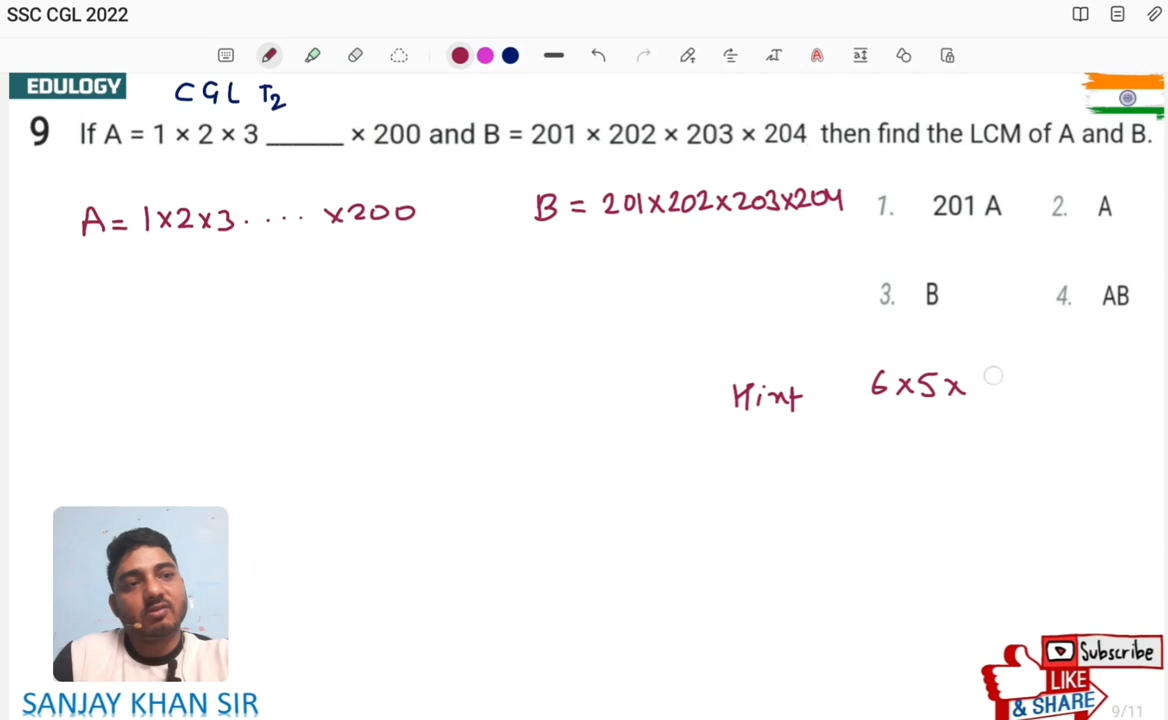 SSC CGL 2022
EDULOGY
CGL T2
9 If A = 1 × 2 × 3 ______ × 200 and B = 201 × 202 × 203 × 204 then find the LCM of A and B.
A = 1×2×3. .... ×200
B = 201×202×203×204
1. 201 A 2. A
3. B 4. AB
Hint 6×5×
Subscribe
LIKE
& SHARE
SANJAY KHAN SIR
9/11